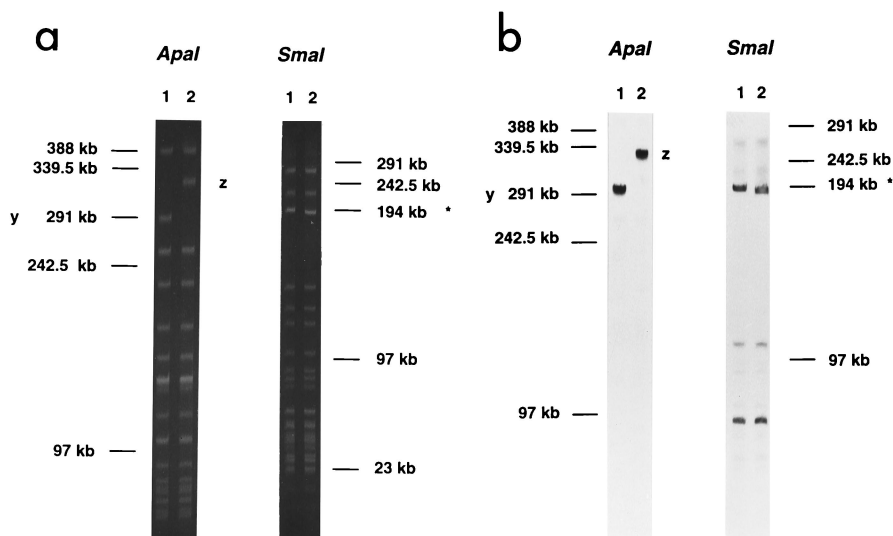 a
ApaI SmaI
1 2 1 2
388 kb
339.5 kb
291 kb
z
242.5 kb
y 291 kb
194 kb *
242.5 kb
97 kb
97 kb
23 kb
b
ApaI SmaI
1 2 1 2
388 kb
291 kb
339.5 kb
z
242.5 kb
y 291 kb
194 kb *
242.5 kb
97 kb
97 kb